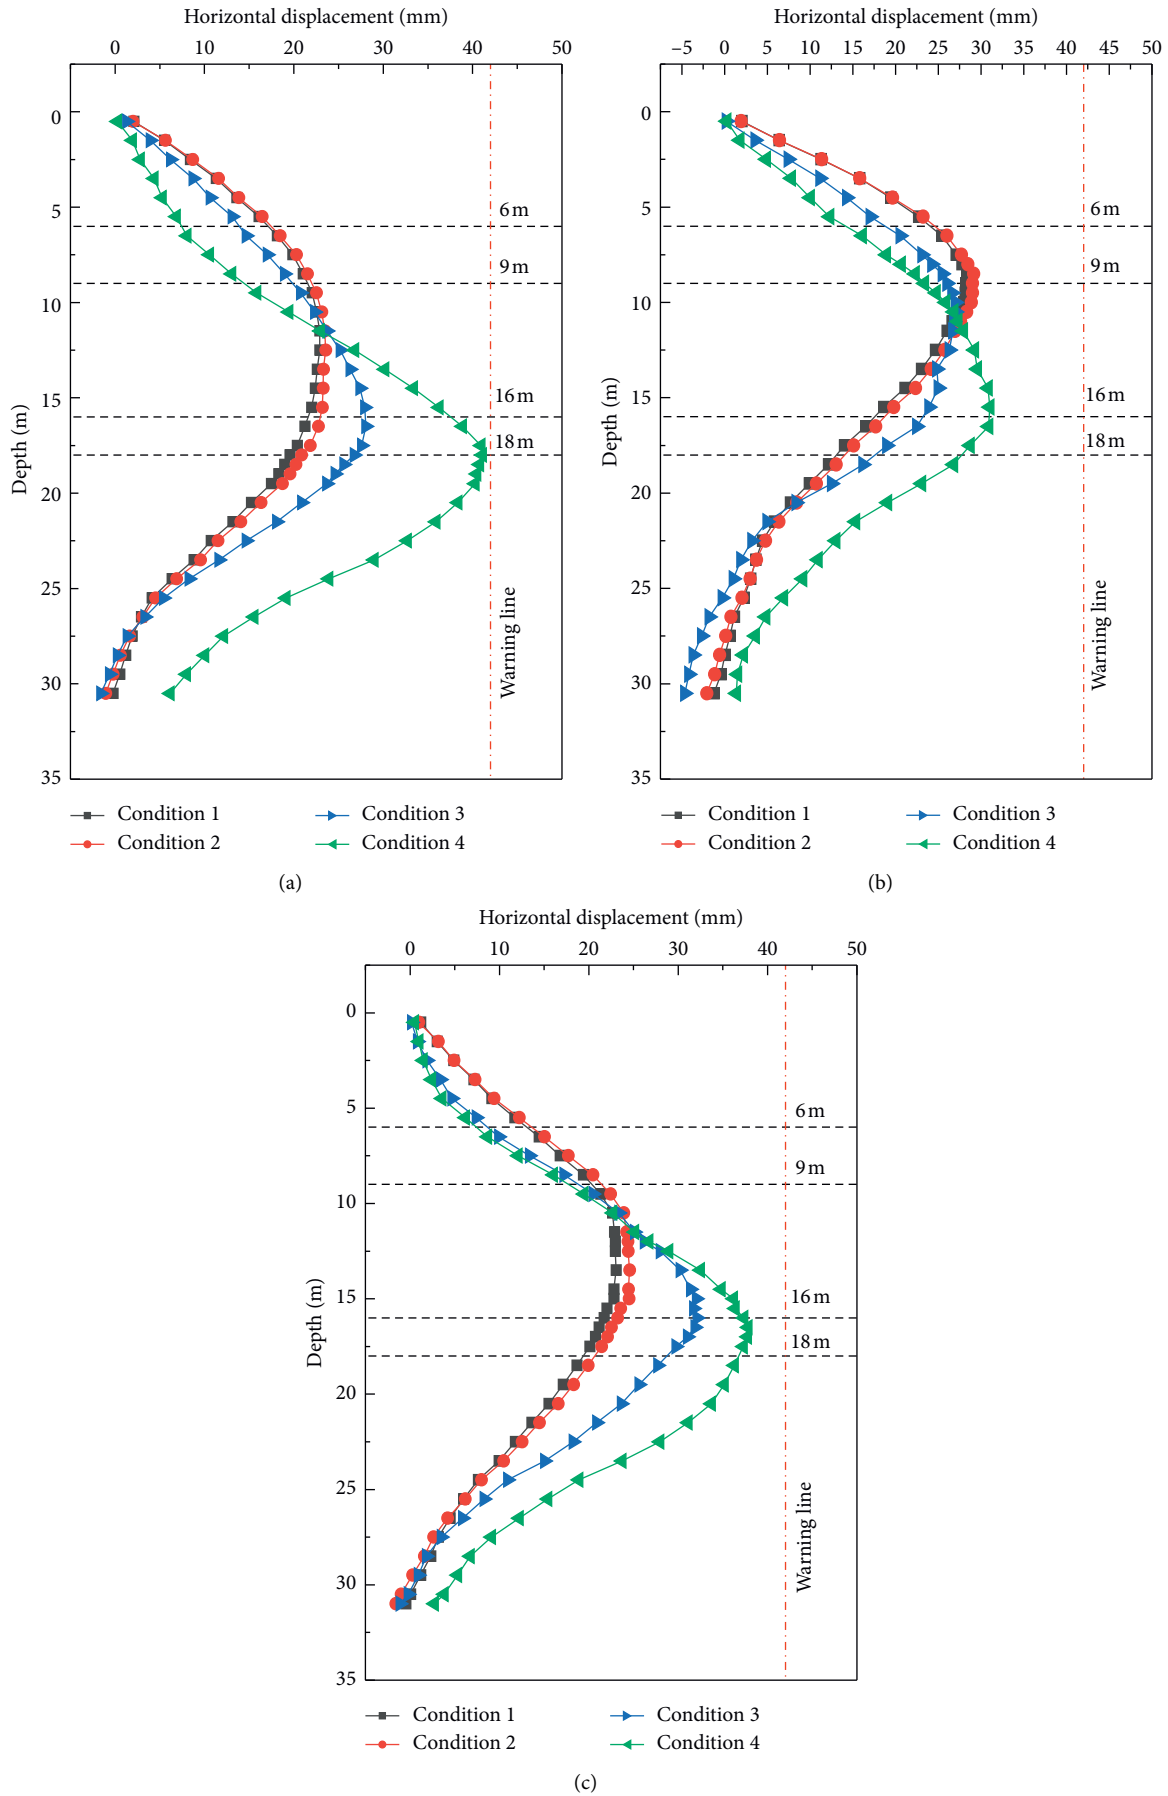 Horizontal displacement (mm)
0 10 20 30 40 50
0
5
10
15
20
25
30
35
Depth (m)
6 m
9 m
16 m
18 m
Warning line
Condition 1
Condition 2
Condition 3
Condition 4
(a)
Horizontal displacement (mm)
−5 0 5 10 15 20 25 30 35 40 45 50
0
5
10
15
20
25
30
35
Depth (m)
6 m
9 m
16 m
18 m
Warning line
Condition 1
Condition 2
Condition 3
Condition 4
(b)
Horizontal displacement (mm)
0 10 20 30 40 50
0
5
10
15
20
25
30
35
Depth (m)
6 m
9 m
16 m
18 m
Warning line
Condition 1
Condition 2
Condition 3
Condition 4
(c)